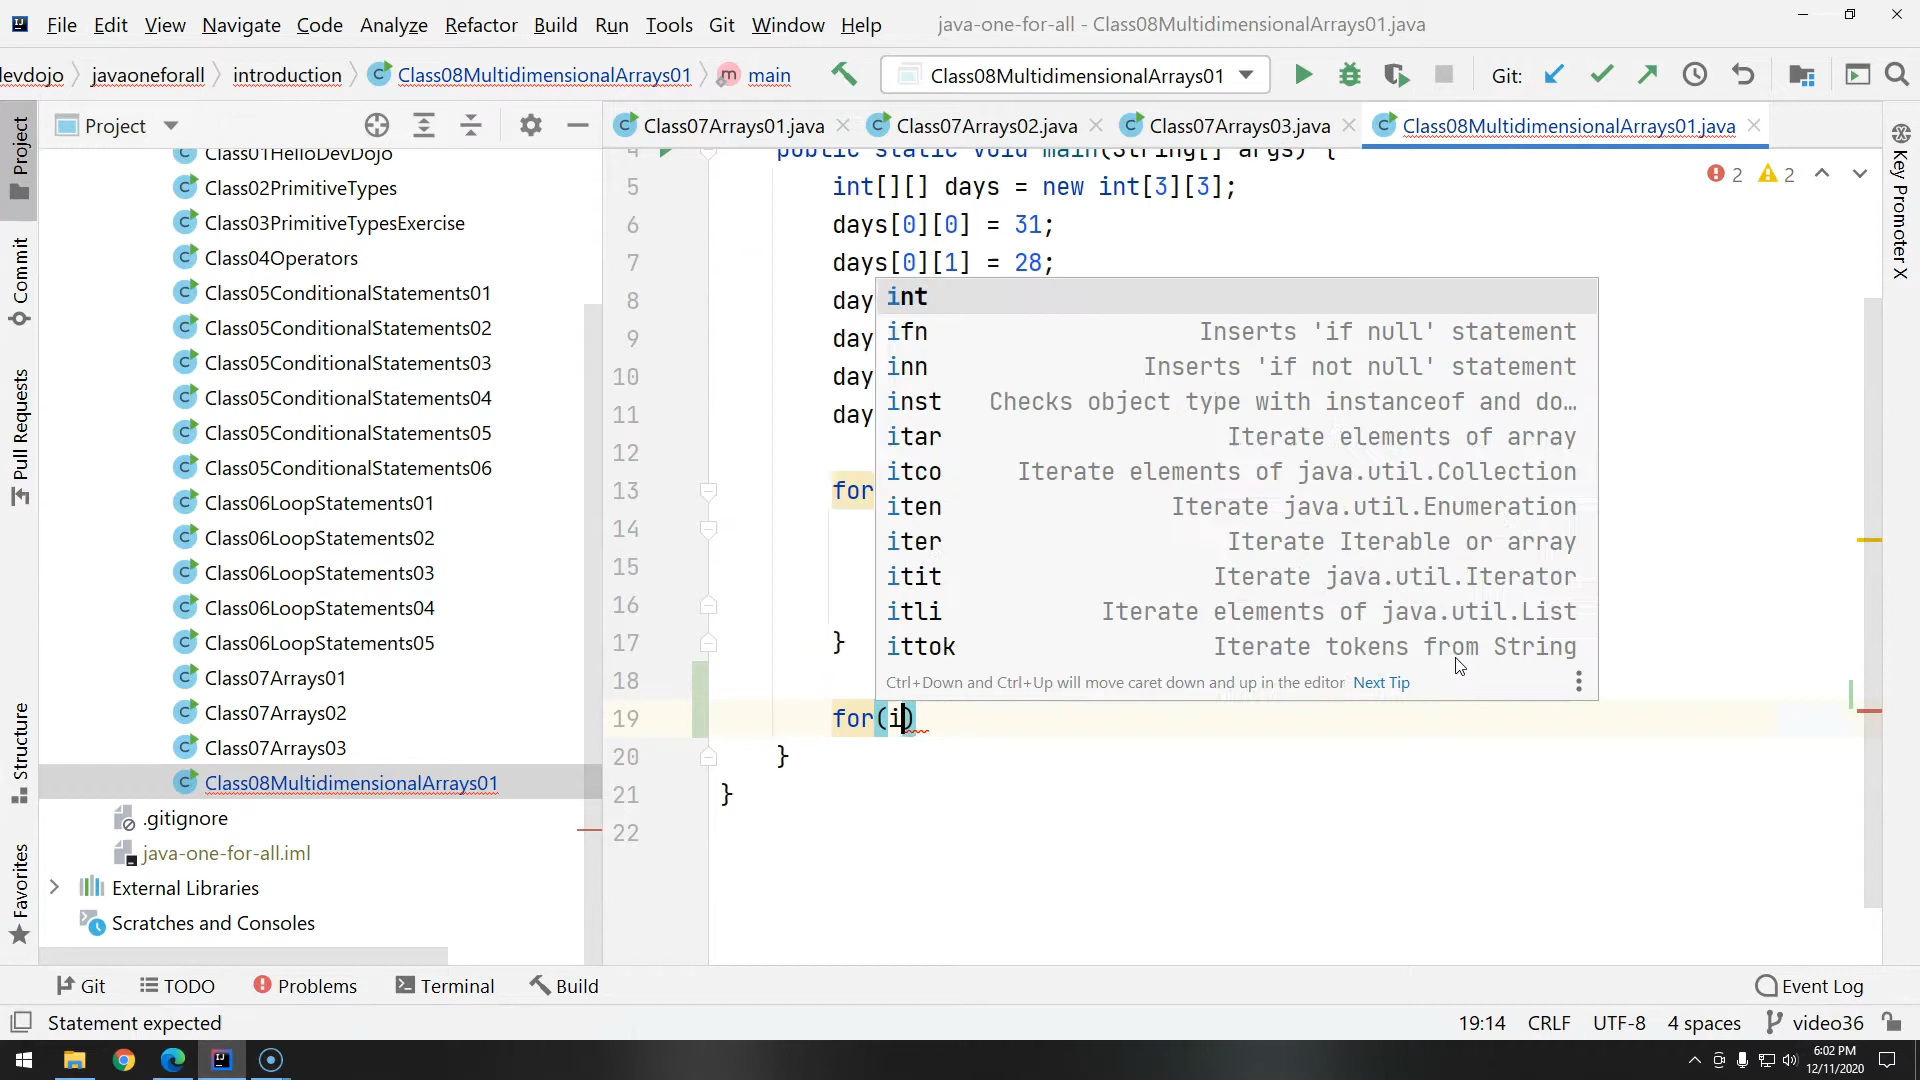 File Edit View Navigate Code Analyze Refactor Build Run Tools Git Window Help java-one-for-all - Class08MultidimensionalArrays01.java
devdojo javaoneforall introduction Class08MultidimensionalArrays01 main Class08MultidimensionalArrays01 Git:
Project Class07Arrays01.java Class07Arrays02.java Class07Arrays03.java Class08MultidimensionalArrays01.java
Project
Commit
Pull Requests
Structure
Favorites
Class01HelloDevDojo
Class02PrimitiveTypes
Class03PrimitiveTypesExercise
Class04Operators
Class05ConditionalStatements01
Class05ConditionalStatements02
Class05ConditionalStatements03
Class05ConditionalStatements04
Class05ConditionalStatements05
Class05ConditionalStatements06
Class06LoopStatements01
Class06LoopStatements02
Class06LoopStatements03
Class06LoopStatements04
Class06LoopStatements05
Class07Arrays01
Class07Arrays02
Class07Arrays03
Class08MultidimensionalArrays01
.gitignore
java-one-for-all.iml
External Libraries
Scratches and Consoles
4 public static void main(String[] args) {
5 int[][] days = new int[3][3];
6 days[0][0] = 31;
7 days[0][1] = 28;
8 day
9 day
10 day
11 day
12
13 for
14
15
16
17 }
18
19 for(i)
20 }
21 }
22
2 2
int
ifn Inserts 'if null' statement
inn Inserts 'if not null' statement
inst Checks object type with instanceof and do…
itar Iterate elements of array
itco Iterate elements of java.util.Collection
iten Iterate java.util.Enumeration
iter Iterate Iterable or array
itit Iterate java.util.Iterator
itli Iterate elements of java.util.List
ittok Iterate tokens from String
Ctrl+Down and Ctrl+Up will move caret down and up in the editor Next Tip
Key Promoter X
Git TODO Problems Terminal Build Event Log
Statement expected 19:14 CRLF UTF-8 4 spaces video36
6:02 PM
12/11/2020